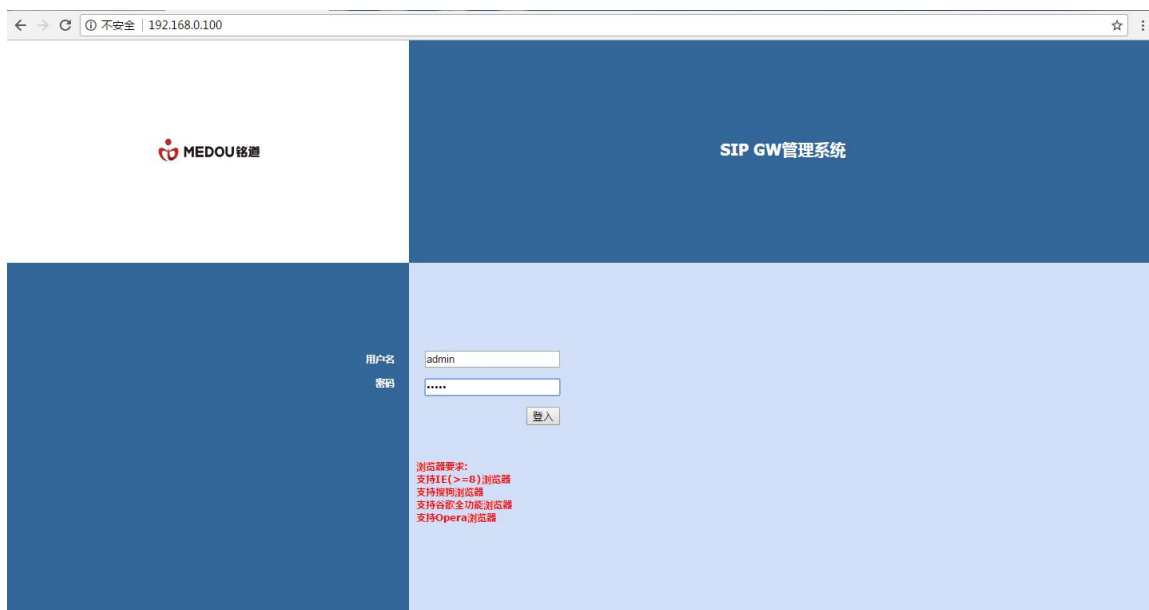 不安全 | 192.168.0.100
MEDOU铭道
SIP GW管理系统
用户名
admin
密码
•••••
登入
浏览器要求:
支持IE(>=8)浏览器
支持搜狗浏览器
支持谷歌全功能浏览器
支持Opera浏览器